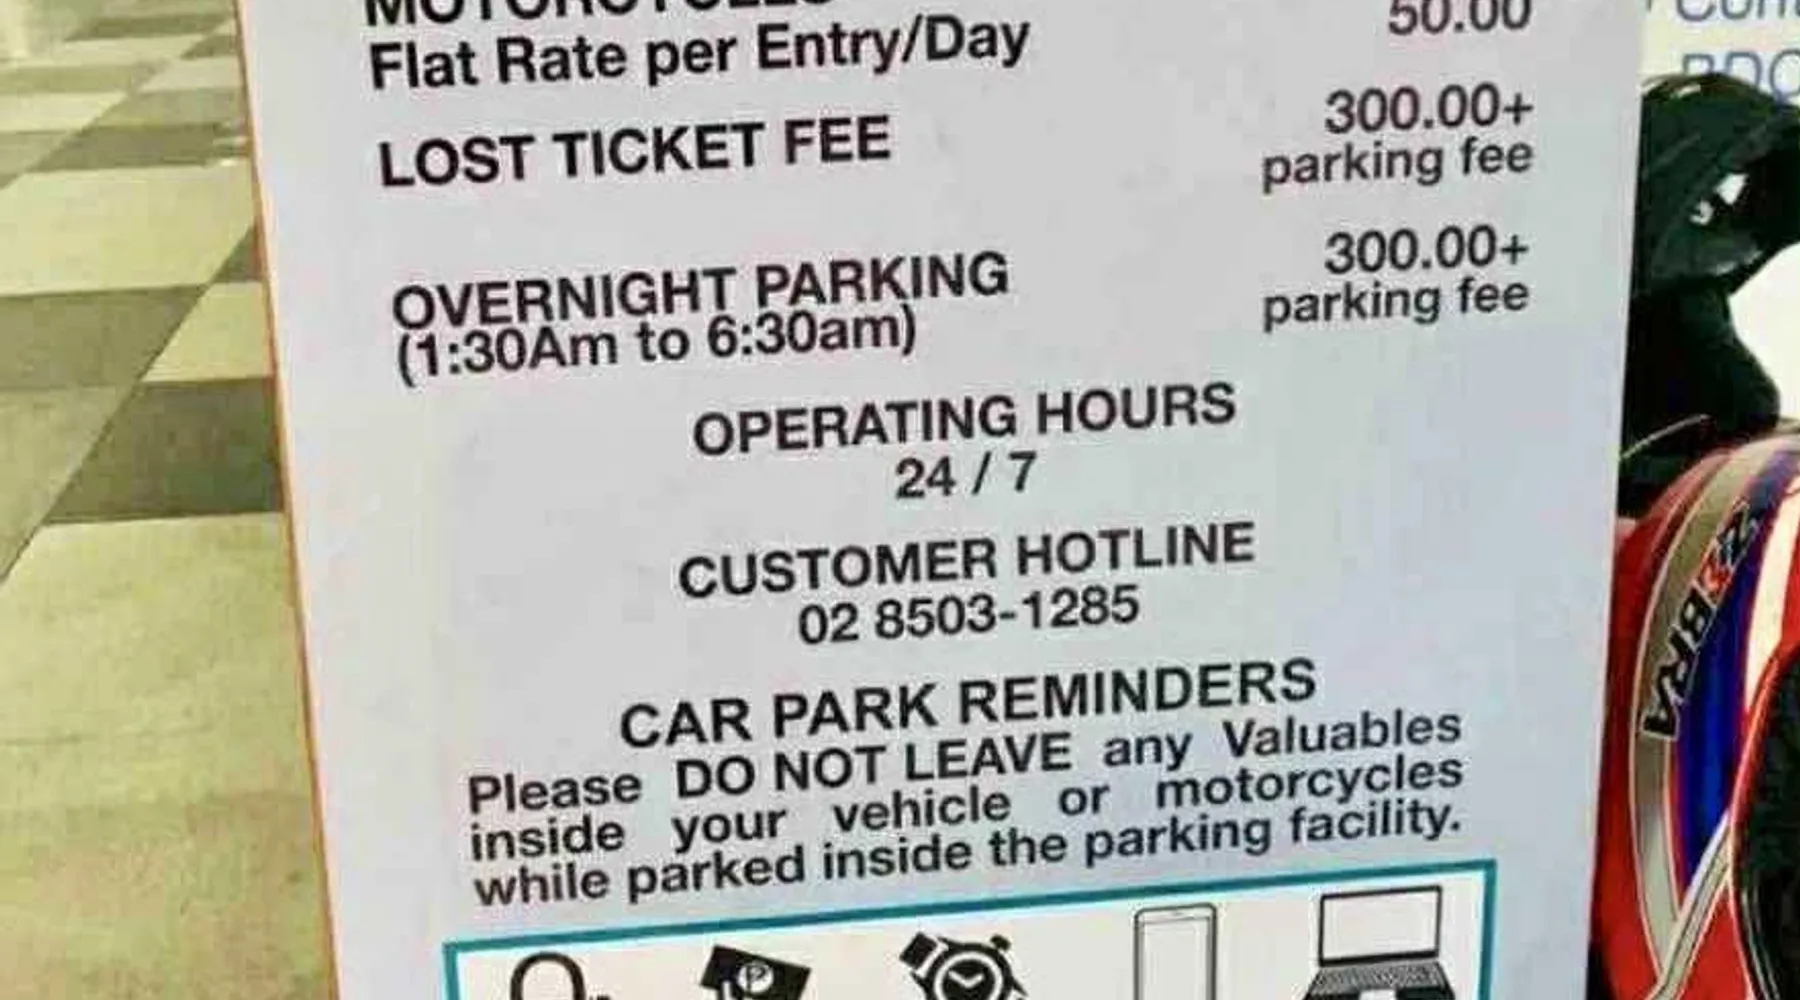 MOTORCYCLES
Flat Rate per Entry/Day 50.00
LOST TICKET FEE 300.00+
parking fee
OVERNIGHT PARKING 300.00+
(1:30Am to 6:30am) parking fee
OPERATING HOURS
24 / 7
CUSTOMER HOTLINE
02 8503-1285
CAR PARK REMINDERS
Please DO NOT LEAVE any Valuables
inside your vehicle or motorcycles
while parked inside the parking facility.
BDO